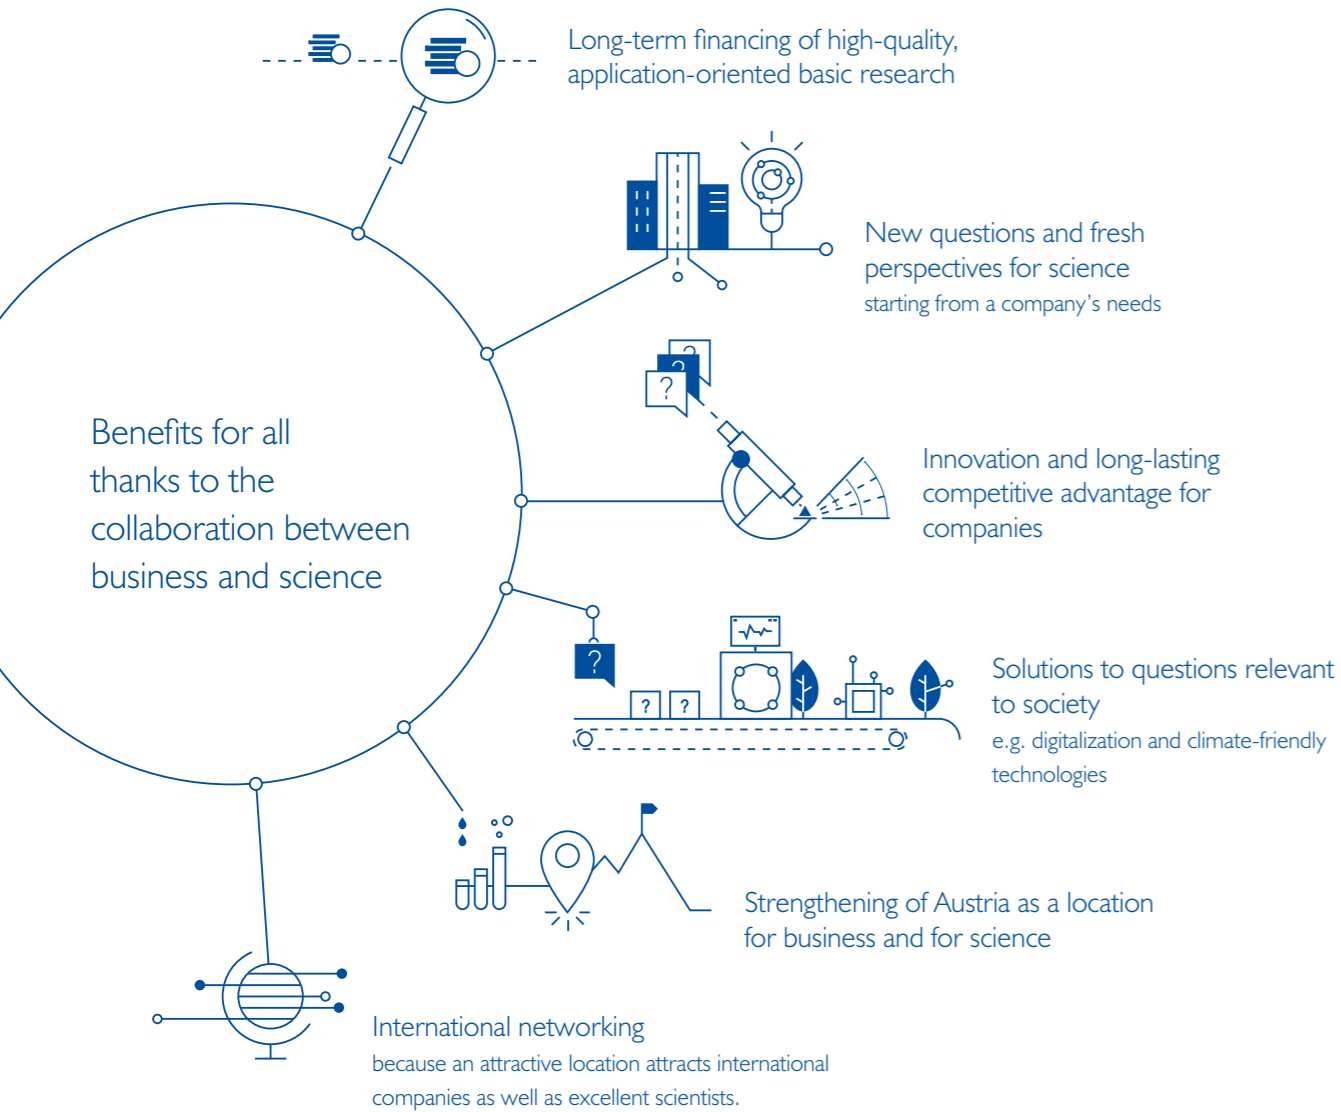 Long-term financing of high-quality,
application-oriented basic research
New questions and fresh
perspectives for science
starting from a company's needs
?
?
?
Benefits for all
thanks to the
collaboration between
business and science
Innovation and long-lasting
competitive advantage for
companies
?
? ?
Solutions to questions relevant
to society
e.g. digitalization and climate-friendly
technologies
Strengthening of Austria as a location
for business and for science
International networking
because an attractive location attracts international
companies as well as excellent scientists.